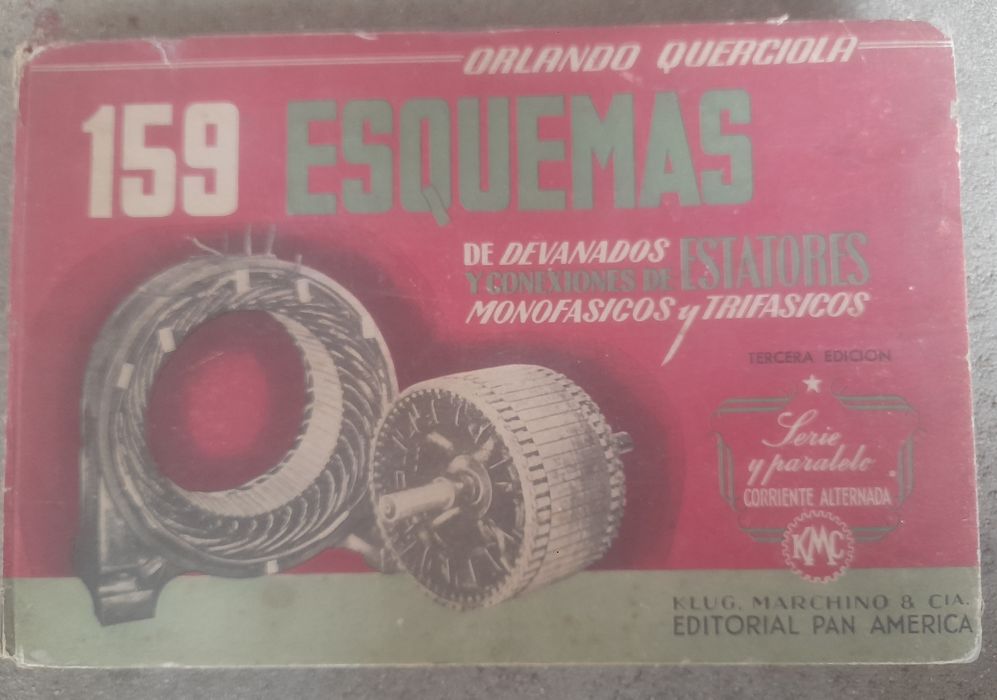 ORLANDO QUERCIOLA
159 ESQUEMAS
DE DEVANADOS
Y CONEXIONES DE ESTATORES
MONOFASICOS y TRIFASICOS
TERCERA EDICION
Serie
y paralelo
CORRIENTE ALTERNADA
KMC
KLUG, MARCHINO & CIA.
EDITORIAL PAN AMERICA